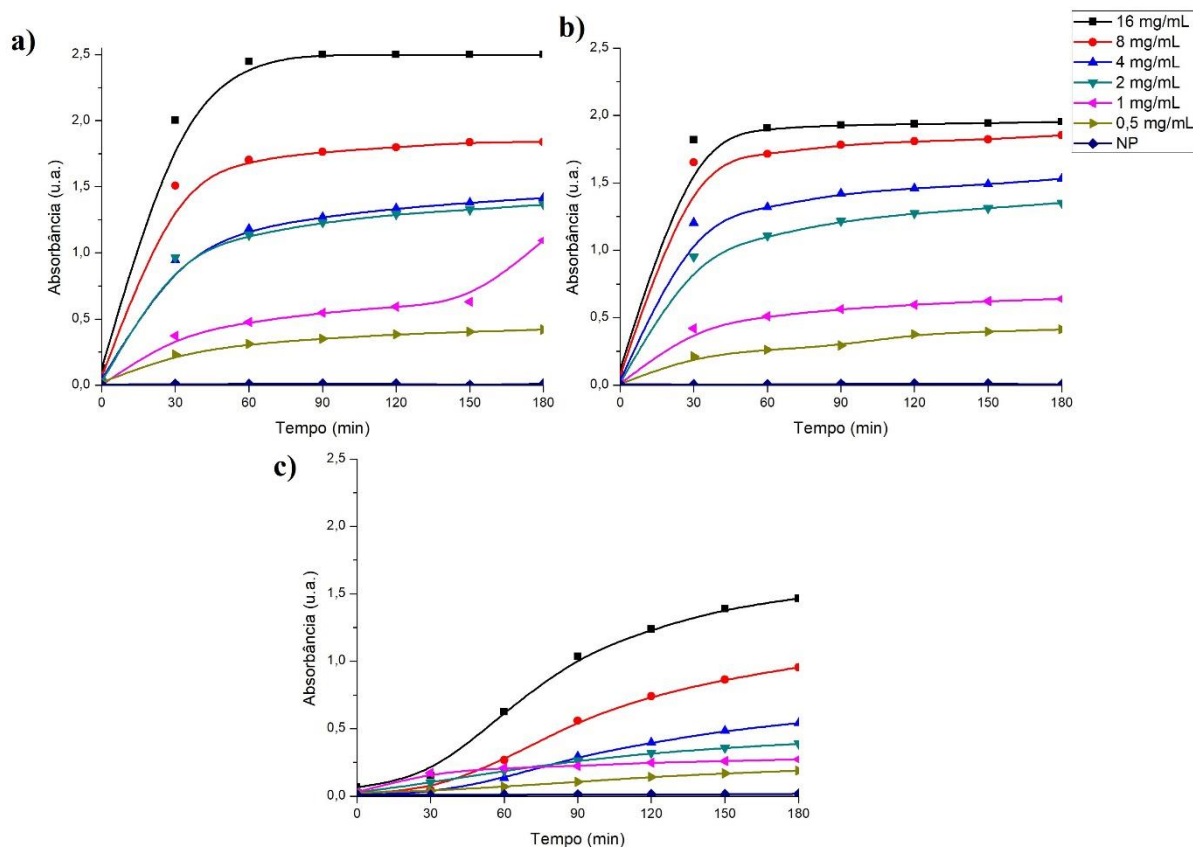 a)
Absorbância (u.a.)
2,5
2,0
1,5
1,0
0,5
0,0
0 30 60 90 120 150 180
Tempo (min)
b)
Absorbância (u.a.)
2,5
2,0
1,5
1,0
0,5
0,0
0 30 60 90 120 150 180
Tempo (min)
16 mg/mL
8 mg/mL
4 mg/mL
2 mg/mL
1 mg/mL
0,5 mg/mL
NP
c)
Absorbância (u.a.)
2,5
2,0
1,5
1,0
0,5
0,0
0 30 60 90 120 150 180
Tempo (min)